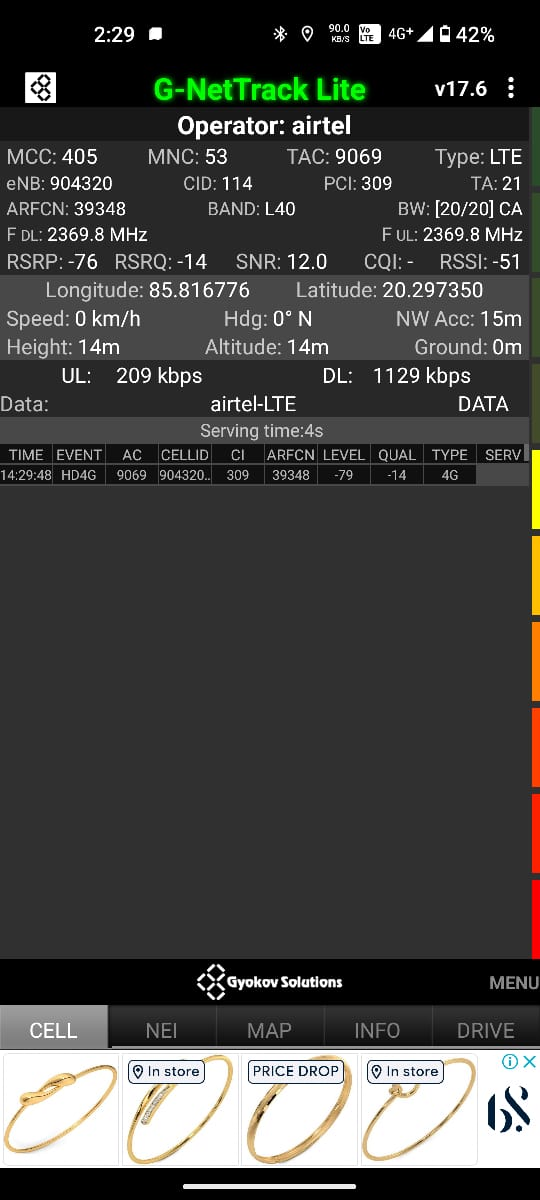 2:29 90.0 KB/S Vo LTE 4G+ 42%
G-NetTrack Lite v17.6
Operator: airtel
MCC: 405 MNC: 53 TAC: 9069 Type: LTE
eNB: 904320 CID: 114 PCI: 309 TA: 21
ARFCN: 39348 BAND: L40 BW: [20/20] CA
F DL: 2369.8 MHz F UL: 2369.8 MHz
RSRP: -76 RSRQ: -14 SNR: 12.0 CQI: - RSSI: -51
Longitude: 85.816776 Latitude: 20.297350
Speed: 0 km/h Hdg: 0° N NW Acc: 15m
Height: 14m Altitude: 14m Ground: 0m
UL: 209 kbps DL: 1129 kbps
Data: airtel-LTE DATA
Serving time:4s
TIME EVENT AC CELLID CI ARFCN LEVEL QUAL TYPE SERV
14:29:48 HD4G 9069 904320.. 309 39348 -79 -14 4G
Gyokov Solutions MENU
CELL NEI MAP INFO DRIVE
In store PRICE DROP In store